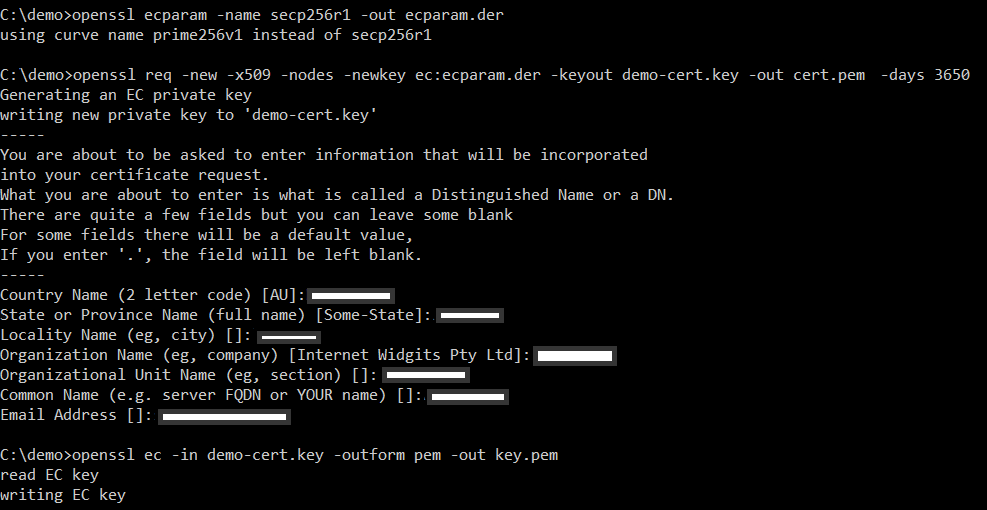 C:\demo>openssl ecparam -name secp256r1 -out ecparam.der
using curve name prime256v1 instead of secp256r1
C:\demo>openssl req -new -x509 -nodes -newkey ec:ecparam.der -keyout demo-cert.key -out cert.pem  -days 3650
Generating an EC private key
writing new private key to 'demo-cert.key'
-----
You are about to be asked to enter information that will be incorporated
into your certificate request.
What you are about to enter is what is called a Distinguished Name or a DN.
There are quite a few fields but you can leave some blank
For some fields there will be a default value,
If you enter '.', the field will be left blank.
-----
Country Name (2 letter code) [AU]:
State or Province Name (full name) [Some-State]:
Locality Name (eg, city) []:
Organization Name (eg, company) [Internet Widgits Pty Ltd]:
Organizational Unit Name (eg, section) []:
Common Name (e.g. server FQDN or YOUR name) []:
Email Address []:
C:\demo>openssl ec -in demo-cert.key -outform pem -out key.pem
read EC key
writing EC key